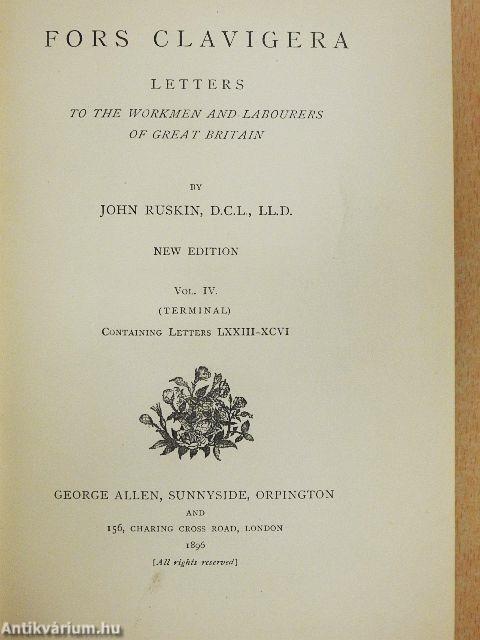 FORS CLAVIGERA
LETTERS
TO THE WORKMEN AND LABOURERS
OF GREAT BRITAIN
BY
JOHN RUSKIN, D.C.L., LL.D.
NEW EDITION
VOL. IV.
(TERMINAL)
CONTAINING LETTERS LXXIII-XCVI
GEORGE ALLEN, SUNNYSIDE, ORPINGTON
AND
156, CHARING CROSS ROAD, LONDON
1896
[All rights reserved]
Antikvárium.hu